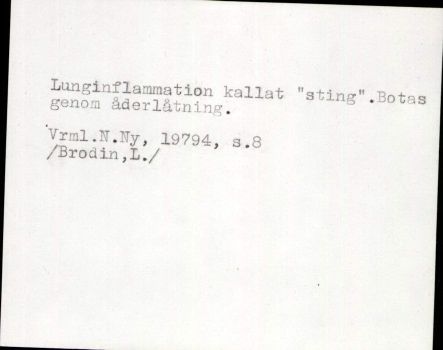 Lunginflammation kallat "sting".Botas
genom åderlåtning.
Vrml.N.Ny, 19794, s.8
/Brodin,L./